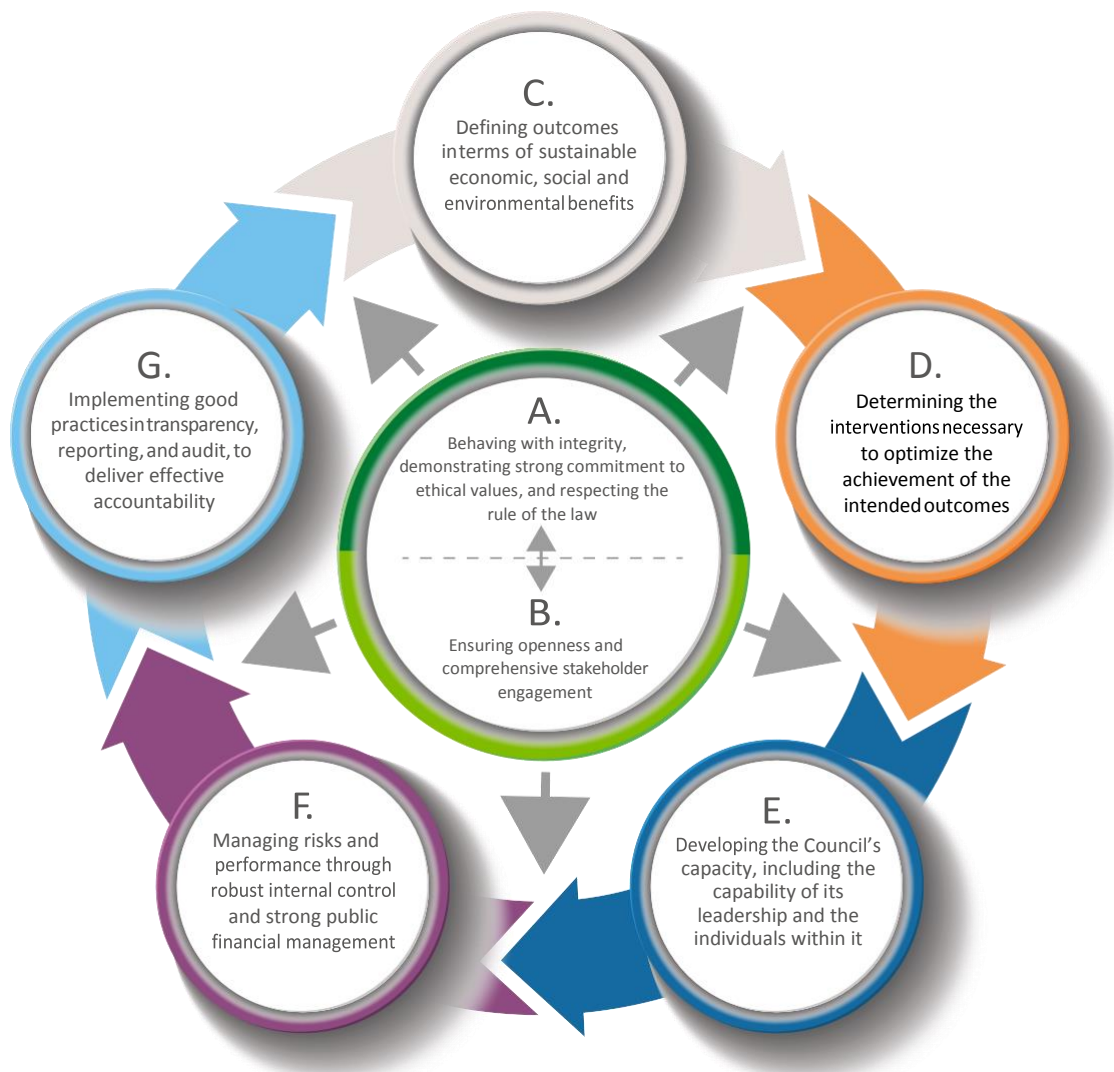 C.
Defining outcomes
in terms of sustainable
economic, social and
environmental benefits
G.
Implementing good
practices in transparency,
reporting, and audit, to
deliver effective
accountability
A.
Behaving with integrity,
demonstrating strong commitment to
ethical values, and respecting the
rule of the law
D.
Determining the
interventions necessary
to optimize the
achievement of the
intended outcomes
B.
Ensuring openness and
comprehensive stakeholder
engagement
F.
Managing risks and
performance through
robust internal control
and strong public
financial management
E.
Developing the Council’s
capacity, including the
capability of its
leadership and the
individuals within it